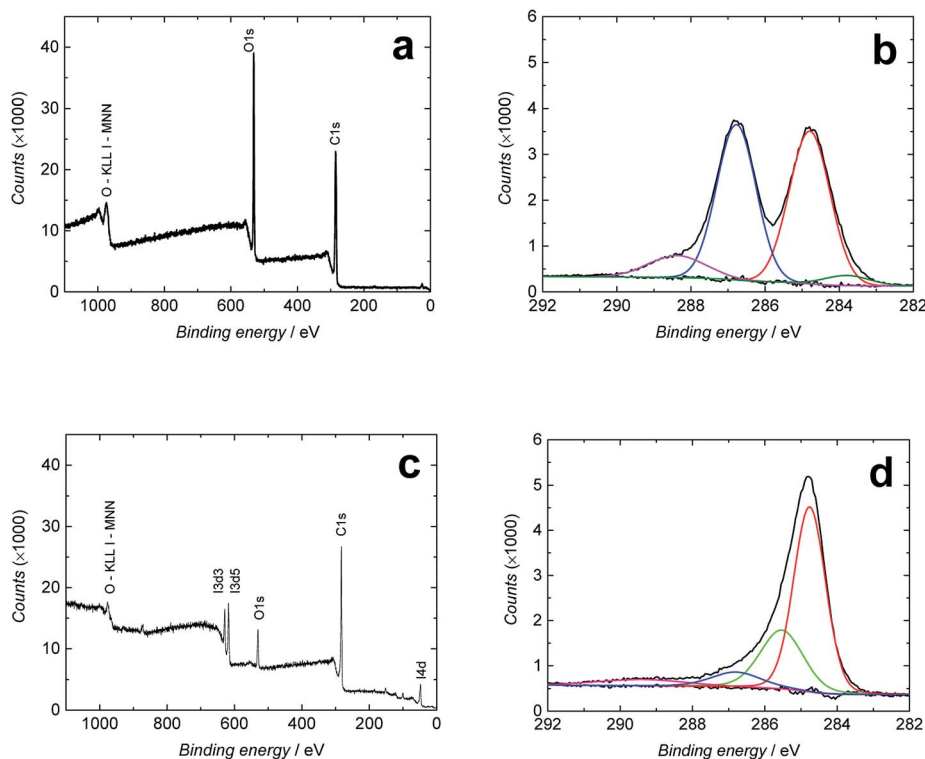 a
Counts (×1000)
40
30
20
10
0
O - KLL I - MNN
O1s
C1s
1000 800 600 400 200 0
Binding energy / eV
b
Counts (×1000)
6
5
4
3
2
1
0
292 290 288 286 284 282
Binding energy / eV
c
Counts (×1000)
40
30
20
10
0
O - KLL I - MNN
I3d3
I3d5
O1s
C1s
I4d
1000 800 600 400 200 0
Binding energy / eV
d
Counts (×1000)
6
5
4
3
2
1
0
292 290 288 286 284 282
Binding energy / eV